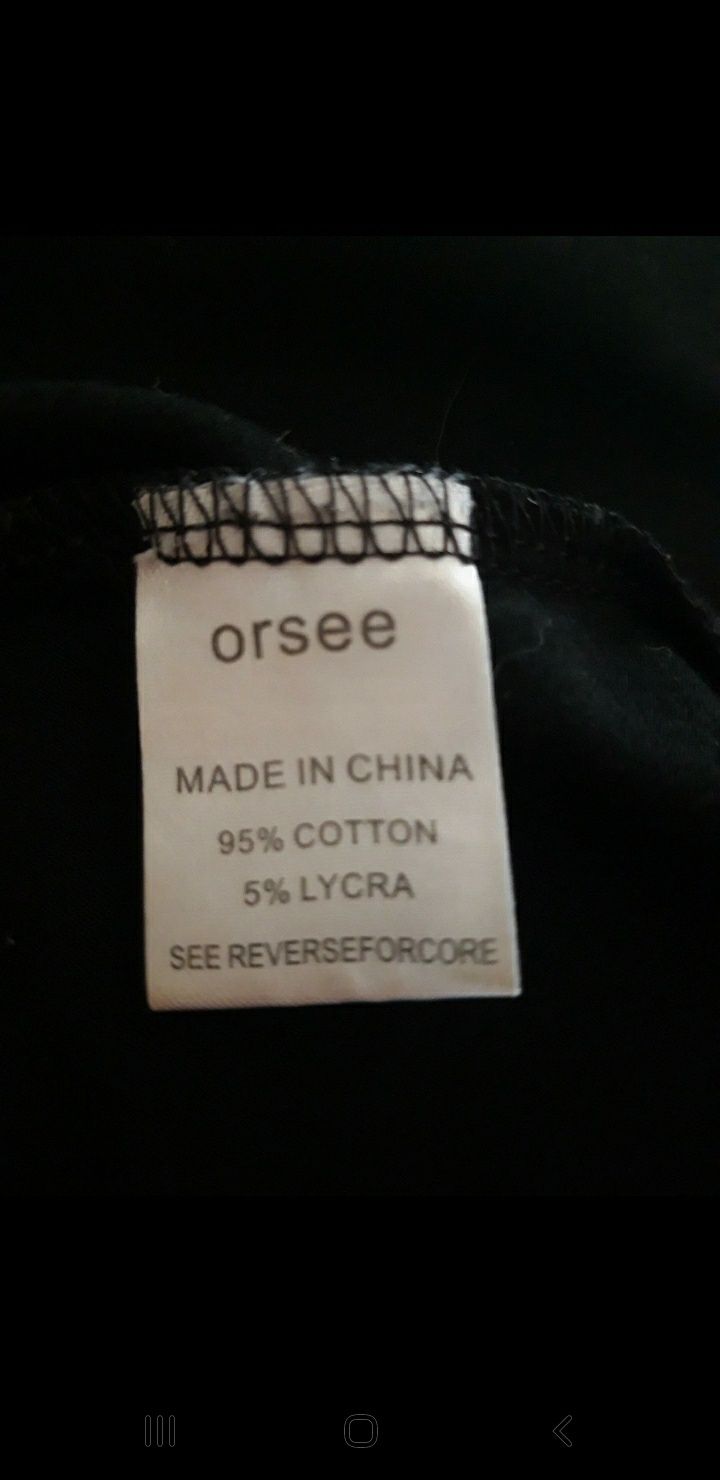 orsee
MADE IN CHINA
95% COTTON
5% LYCRA
SEE REVERSEFORCORE